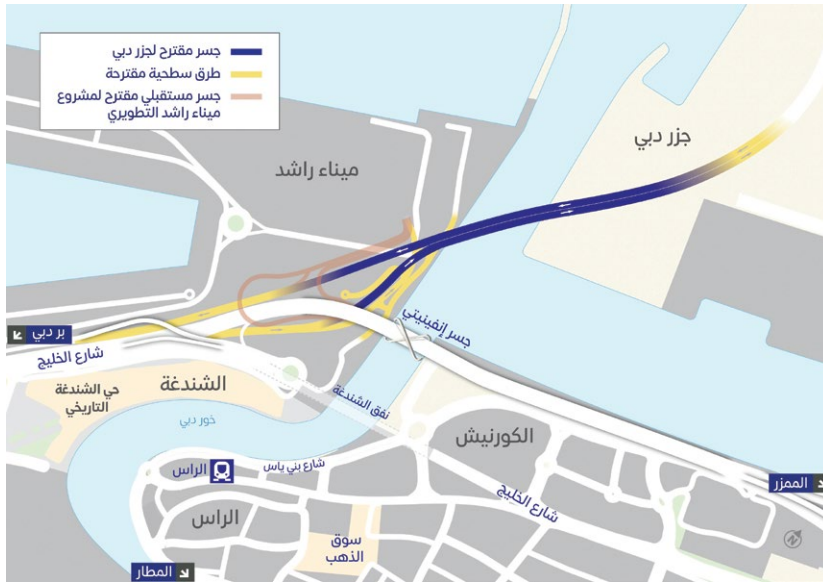 جسر مقترح لجزر دبي
طرق سطحية مقترحة
جسر مستقبلي مقترح لمشروع
ميناء راشد التطويري
جزر دبي
ميناء راشد
جسر إنفينيتي
بر دبي
شارع الخليج
الشندغة
حي الشندغة
التاريخي
خور دبي
نفق الشندغة
الكورنيش
شارع بني ياس
الراس
الممزر
شارع الخليج
الراس
سوق
الذهب
المطار
N